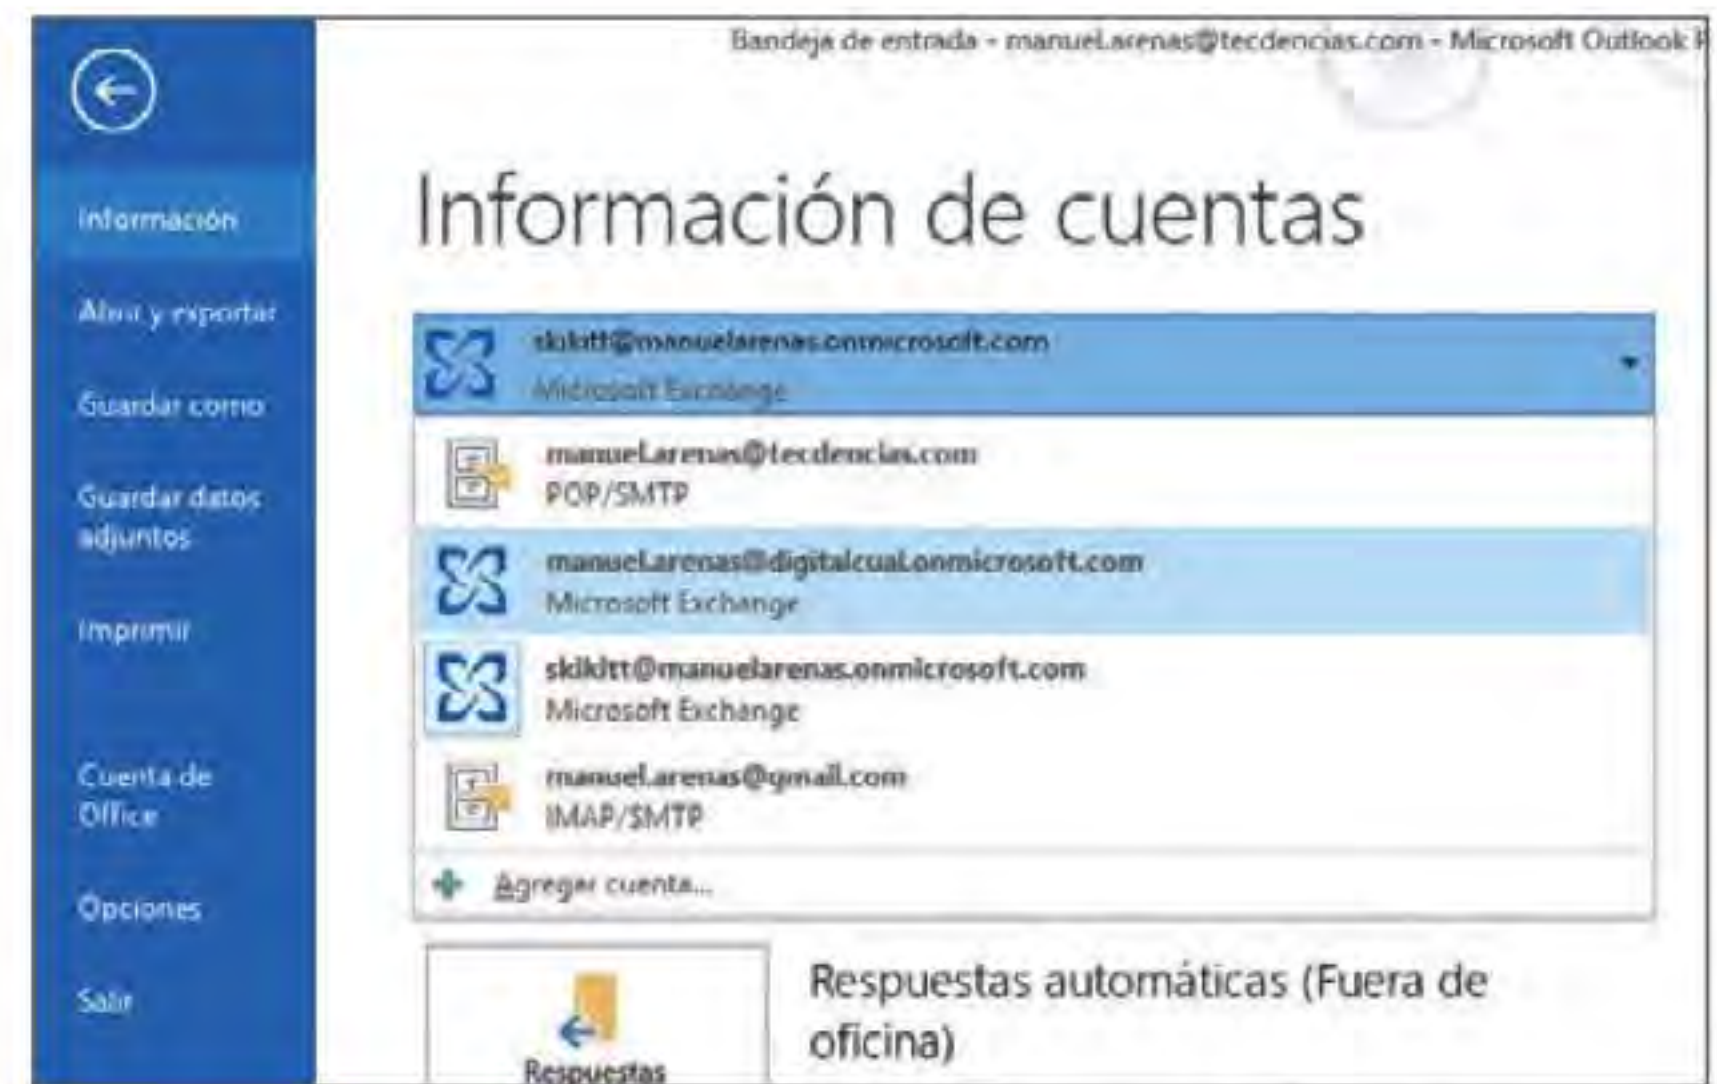 Bandeja de entrada - manuel.arenas@tecdencias.com - Microsoft Outlook P
Información de cuentas
Información
Abrir y exportar
Guardar como
Guardar datos
adjuntos
Imprimir
Cuenta de
Office
Opciones
Salir
skikitt@manuelarenas.onmicrosoft.com
Microsoft Exchange
manuel.arenas@tecdencias.com
POP/SMTP
manuel.arenas@digitalcual.onmicrosoft.com
Microsoft Exchange
skikitt@manuelarenas.onmicrosoft.com
Microsoft Exchange
manuel.arenas@gmail.com
IMAP/SMTP
Agregar cuenta...
Respuestas
Respuestas automáticas (Fuera de
oficina)